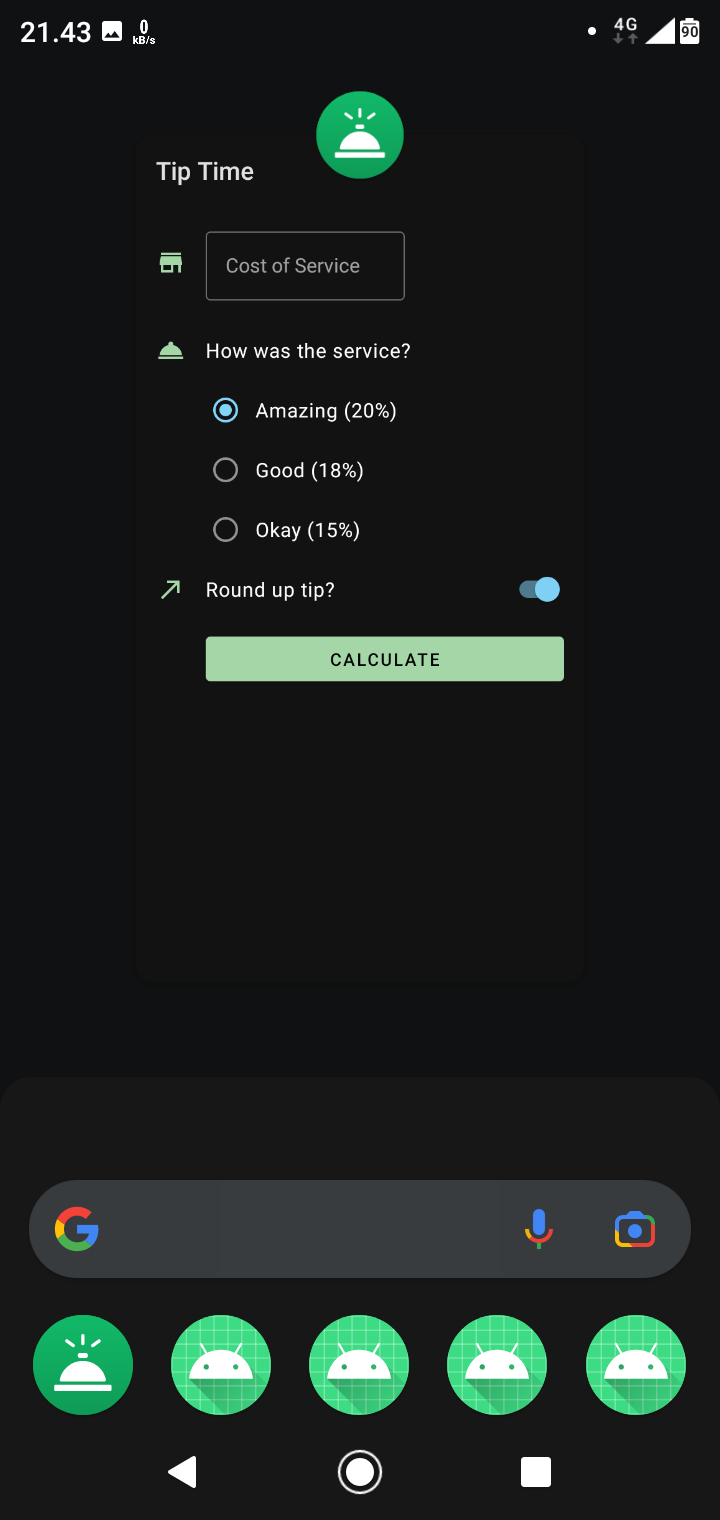 21.43 0 kB/s 4G 90
Tip Time
Cost of Service
How was the service?
Amazing (20%)
Good (18%)
Okay (15%)
Round up tip?
CALCULATE
G